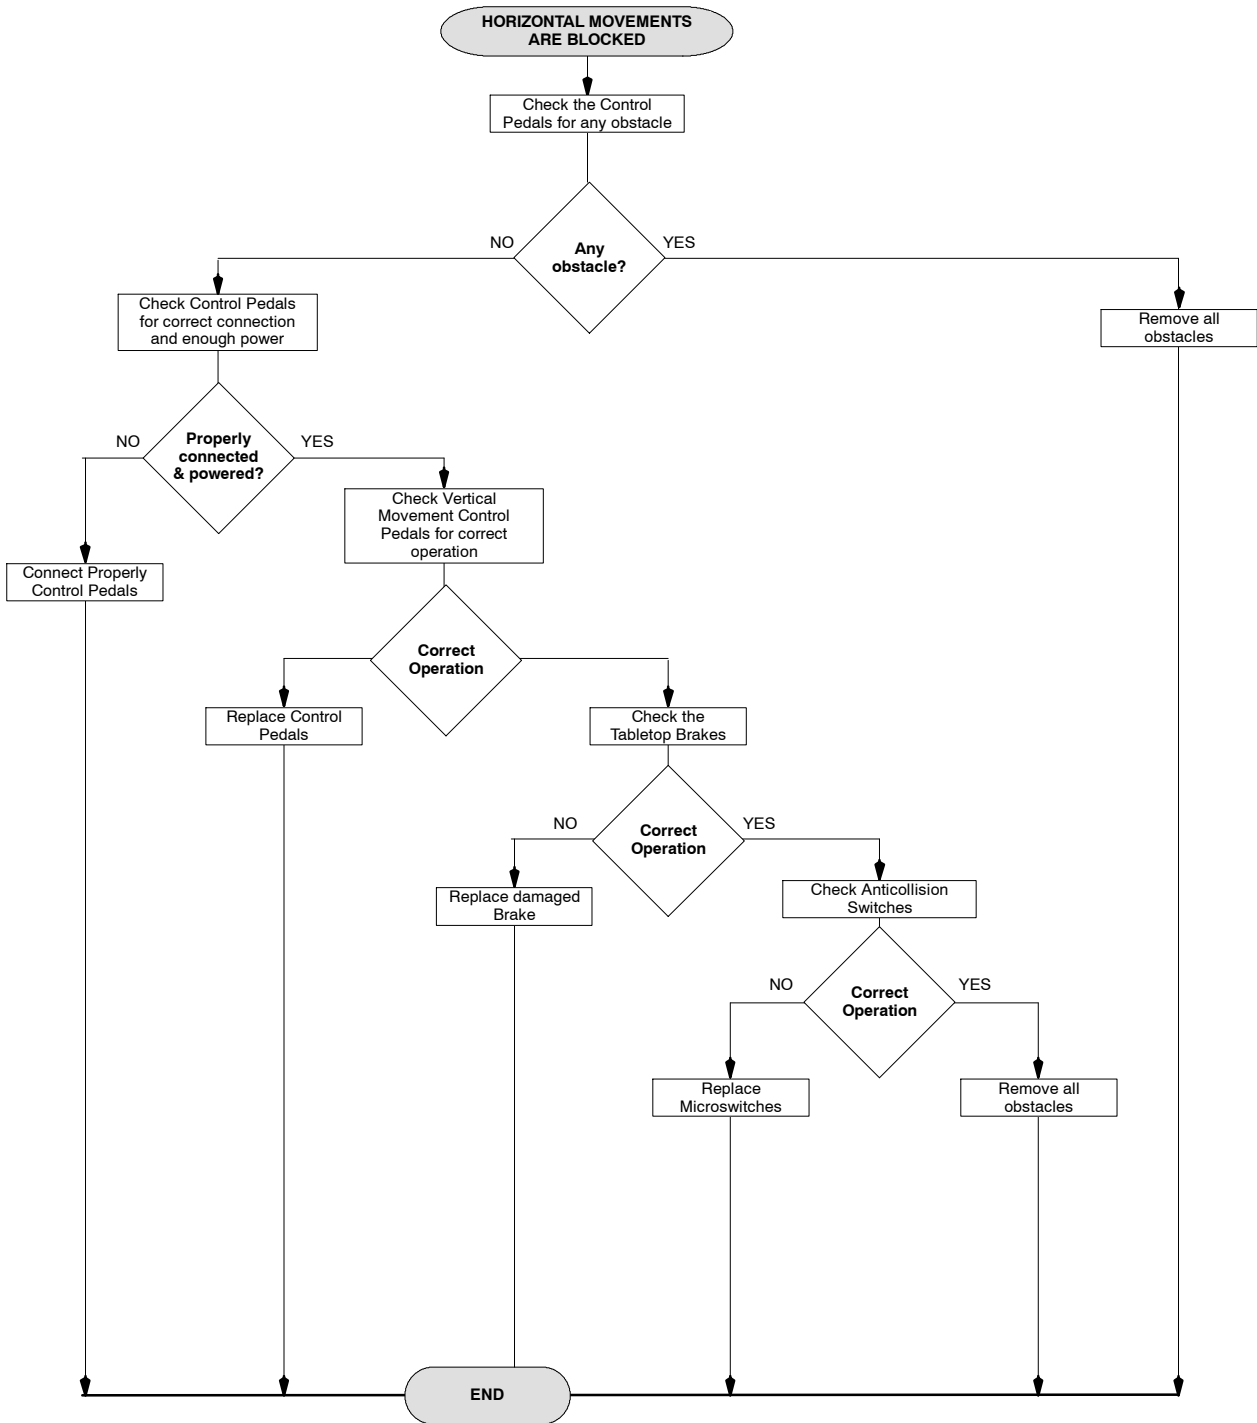 HORIZONTAL MOVEMENTS
ARE BLOCKED
Check the Control
Pedals for any obstacle
NO
Any
obstacle?
YES
Check Control Pedals
for correct connection
and enough power
Remove all
obstacles
NO
Properly
connected
& powered?
YES
Check Vertical
Movement Control
Pedals for correct
operation
Connect Properly
Control Pedals
Correct
Operation
Replace Control
Pedals
Check the
Tabletop Brakes
NO
Correct
Operation
YES
Replace damaged
Brake
Check Anticollision
Switches
NO
Correct
Operation
YES
Replace
Microswitches
Remove all
obstacles
END